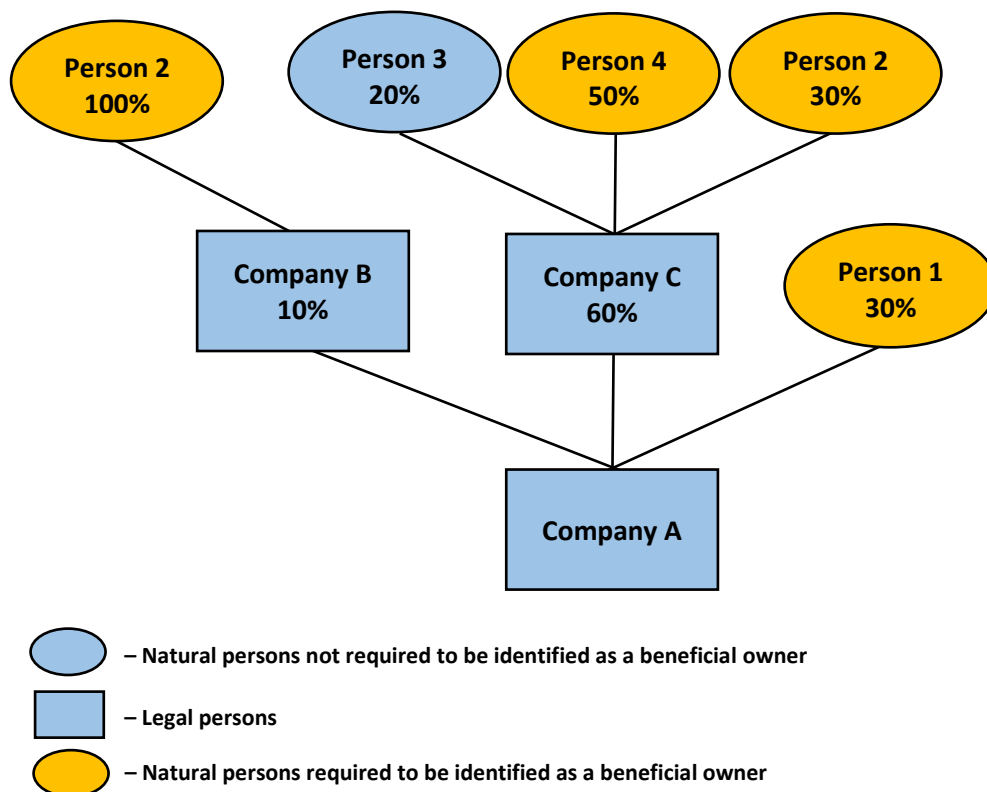 Person 2
100%
Person 3
20%
Person 4
50%
Person 2
30%
Company B
10%
Company C
60%
Person 1
30%
Company A
– Natural persons not required to be identified as a beneficial owner
– Legal persons
– Natural persons required to be identified as a beneficial owner